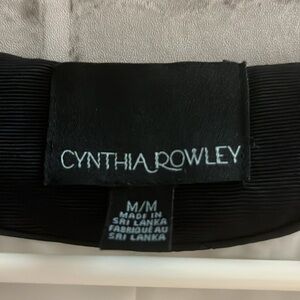 CYNTHIA ROWLEY
M/M
MADE IN
SRI LANKA
FABRIQUÉ AU
SRI LANKA